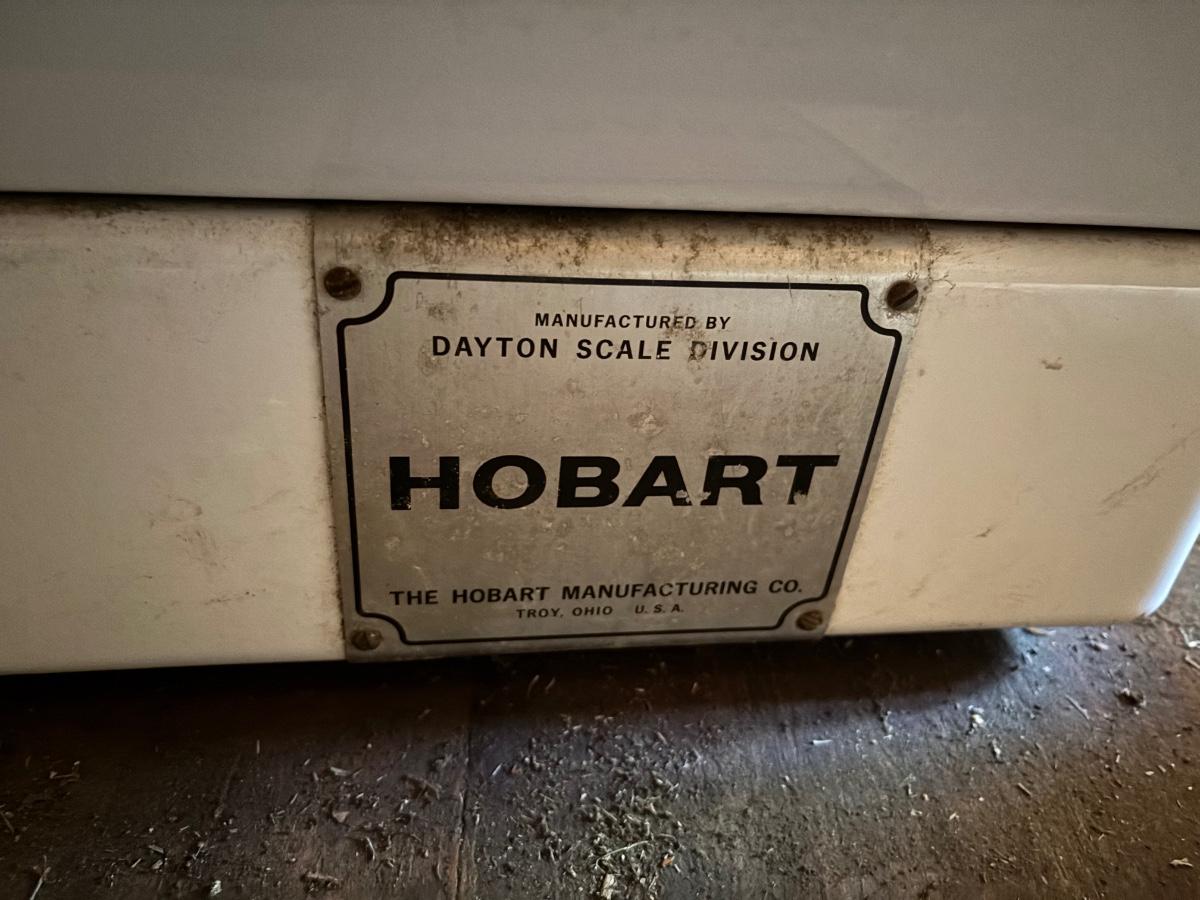 MANUFACTURED BY
DAYTON SCALE DIVISION
HOBART
THE HOBART MANUFACTURING CO.
TROY, OHIO U.S.A.